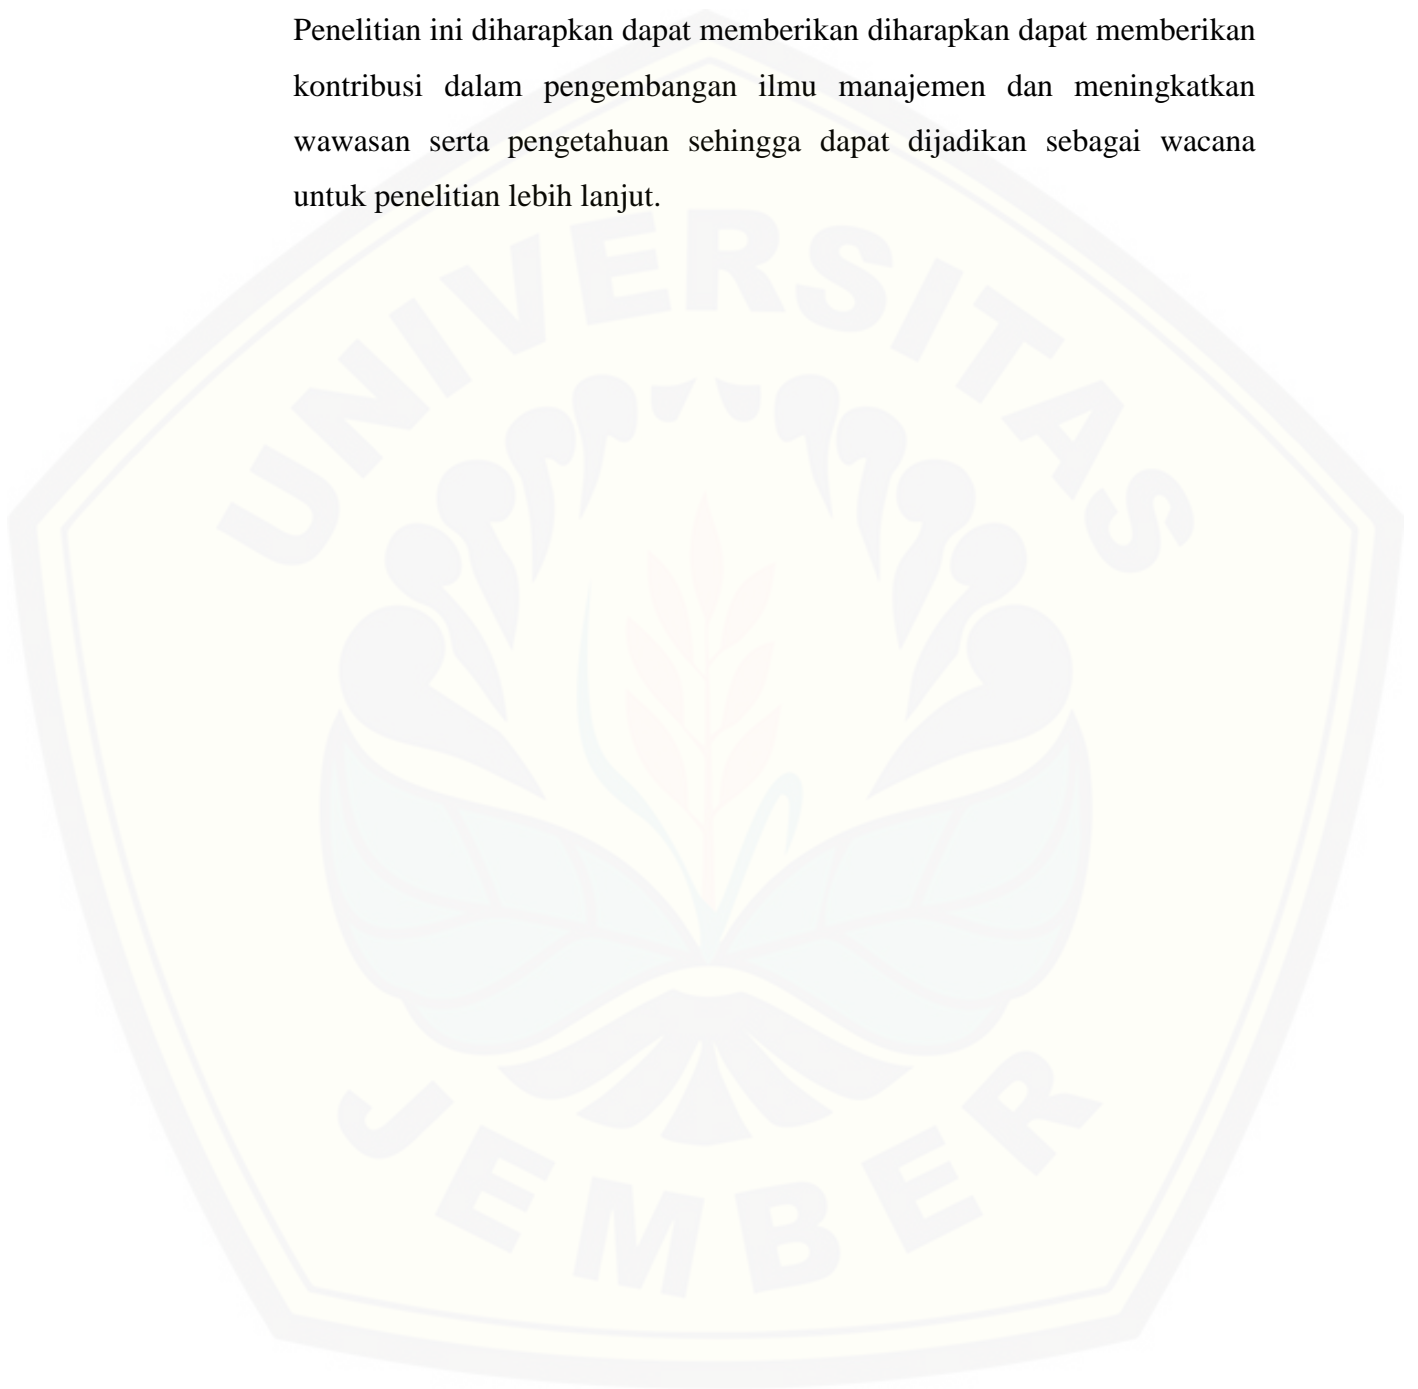 Penelitian ini diharapkan dapat memberikan diharapkan dapat memberikan
kontribusi dalam pengembangan ilmu manajemen dan meningkatkan
wawasan serta pengetahuan sehingga dapat dijadikan sebagai wacana
untuk penelitian lebih lanjut.
UNIVERSITAS
JEMBER